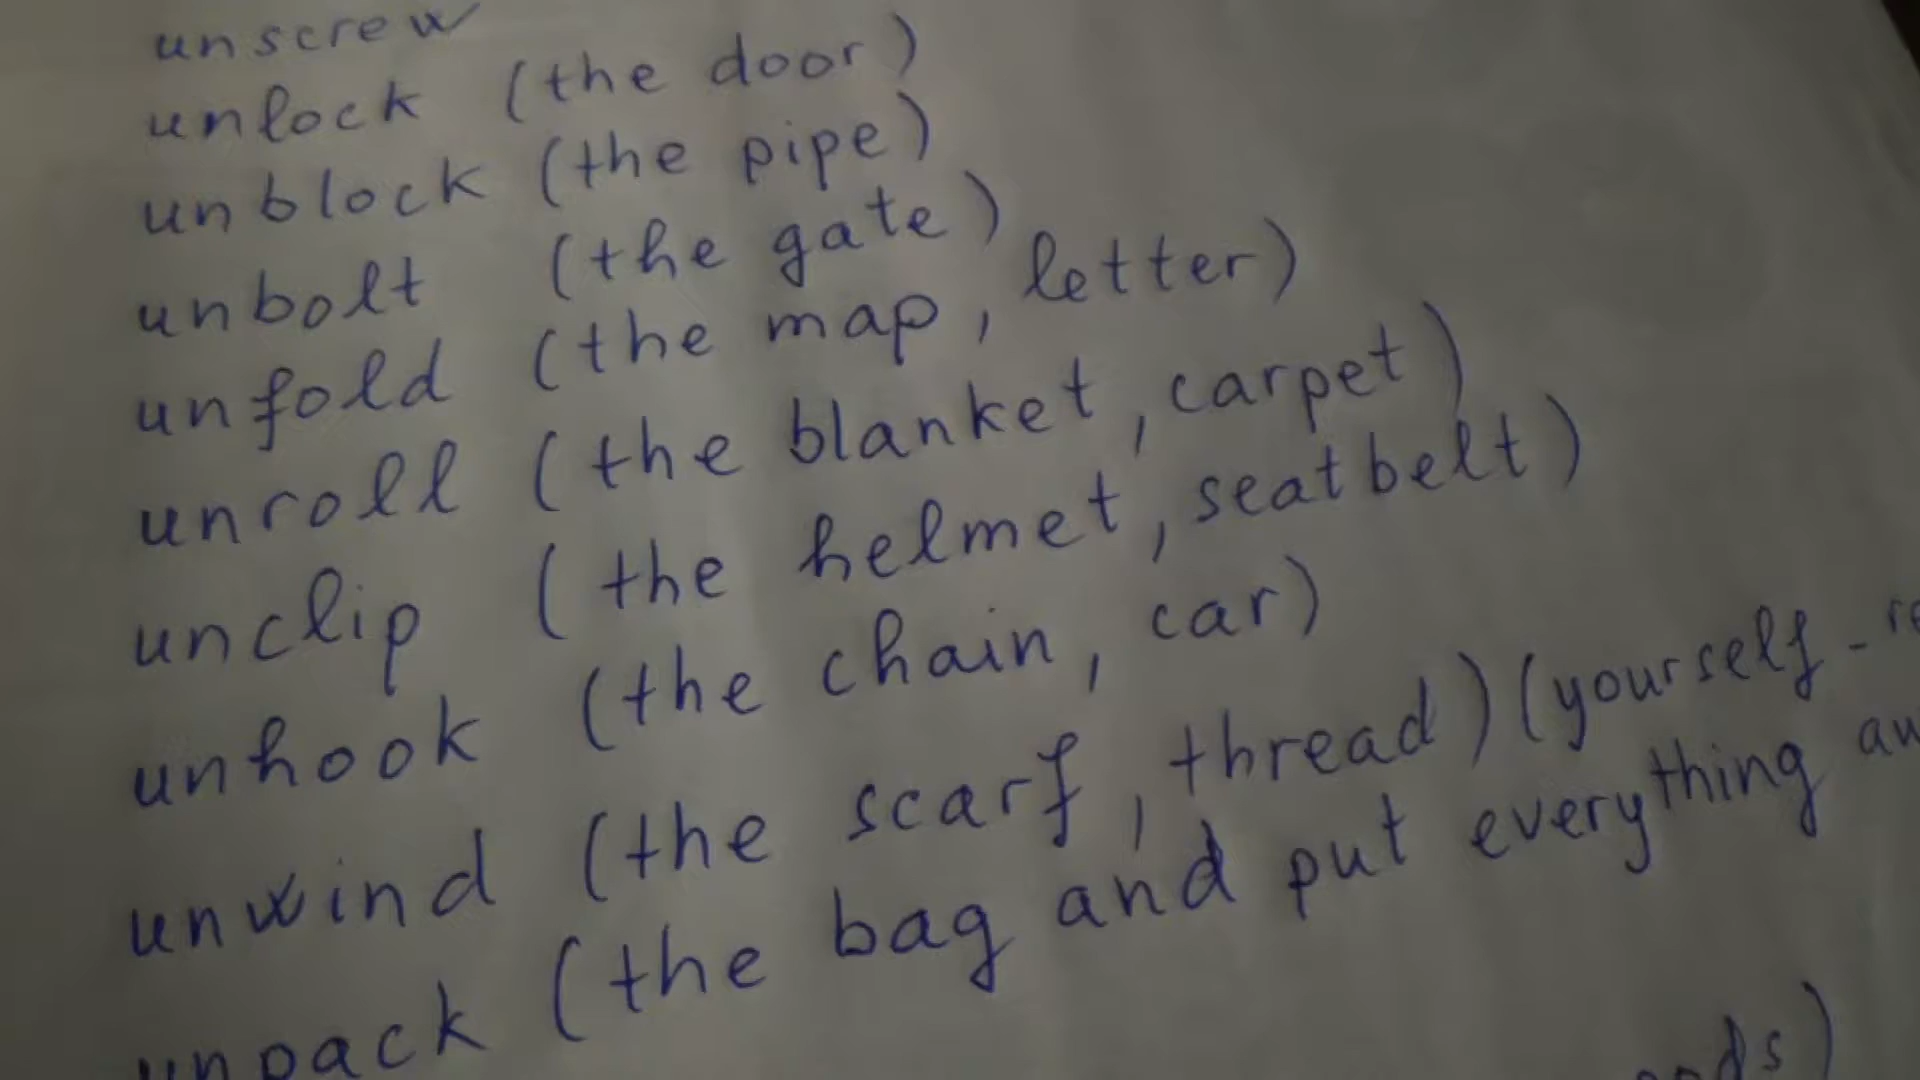 unscrew
unlock (the door)
unblock (the pipe)
unbolt (the gate)
unfold (the map, letter)
unroll (the blanket, carpet)
unclip (the helmet, seatbelt)
unhook (the chain, car)
unwind (the scarf, thread) (yourself -
unpack (the bag and put everything